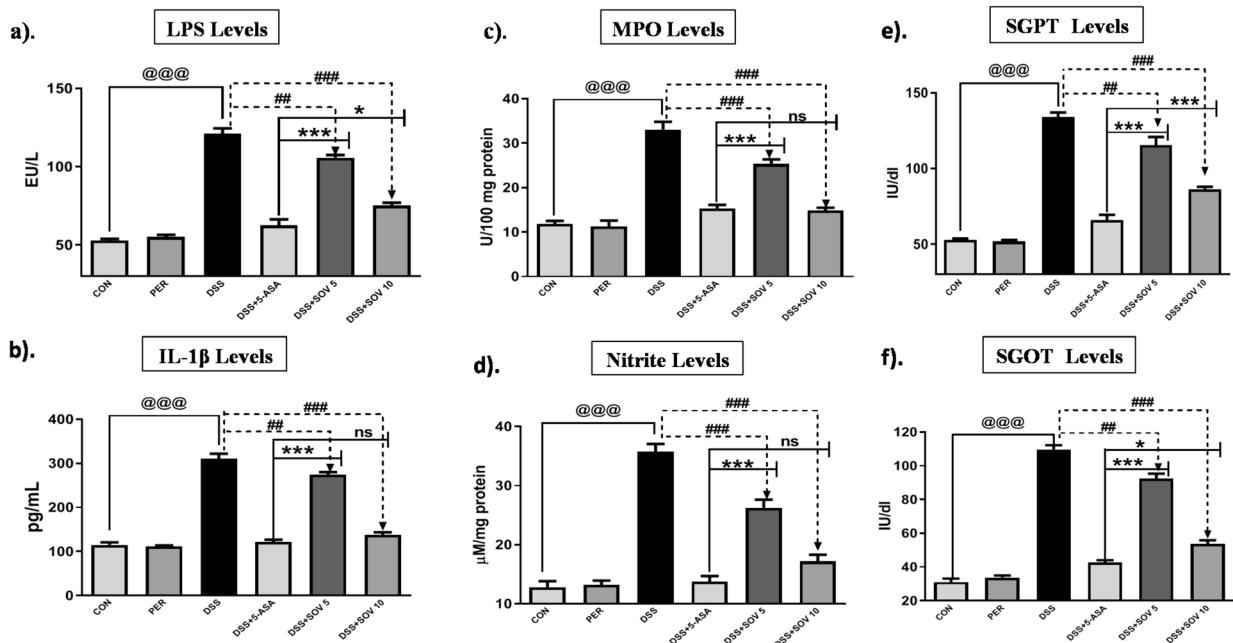 a).
LPS Levels
@@@
###
##
*
***
150
100
50
EU/L
CON
PER
DSS
DSS+5-ASA
DSS+SOV 5
DSS+SOV 10
b).
IL-1β Levels
@@@
###
##
ns
***
400
300
200
100
0
pg/mL
CON
PER
DSS
DSS+5-ASA
DSS+SOV 5
DSS+SOV 10
c).
MPO Levels
@@@
###
###
ns
***
40
30
20
10
0
U/100 mg protein
CON
PER
DSS
DSS+5-ASA
DSS+SOV 5
DSS+SOV 10
d).
Nitrite Levels
@@@
###
###
ns
***
40
30
20
10
μM/mg protein
CON
PER
DSS
DSS+5-ASA
DSS+SOV 5
DSS+SOV 10
e).
SGPT Levels
@@@
###
##
***
***
150
100
50
IU/dl
CON
PER
DSS
DSS+5-ASA
DSS+SOV 5
DSS+SOV 10
f).
SGOT Levels
@@@
###
##
*
***
120
100
80
60
40
20
IU/dl
CON
PER
DSS
DSS+5-ASA
DSS+SOV 5
DSS+SOV 10